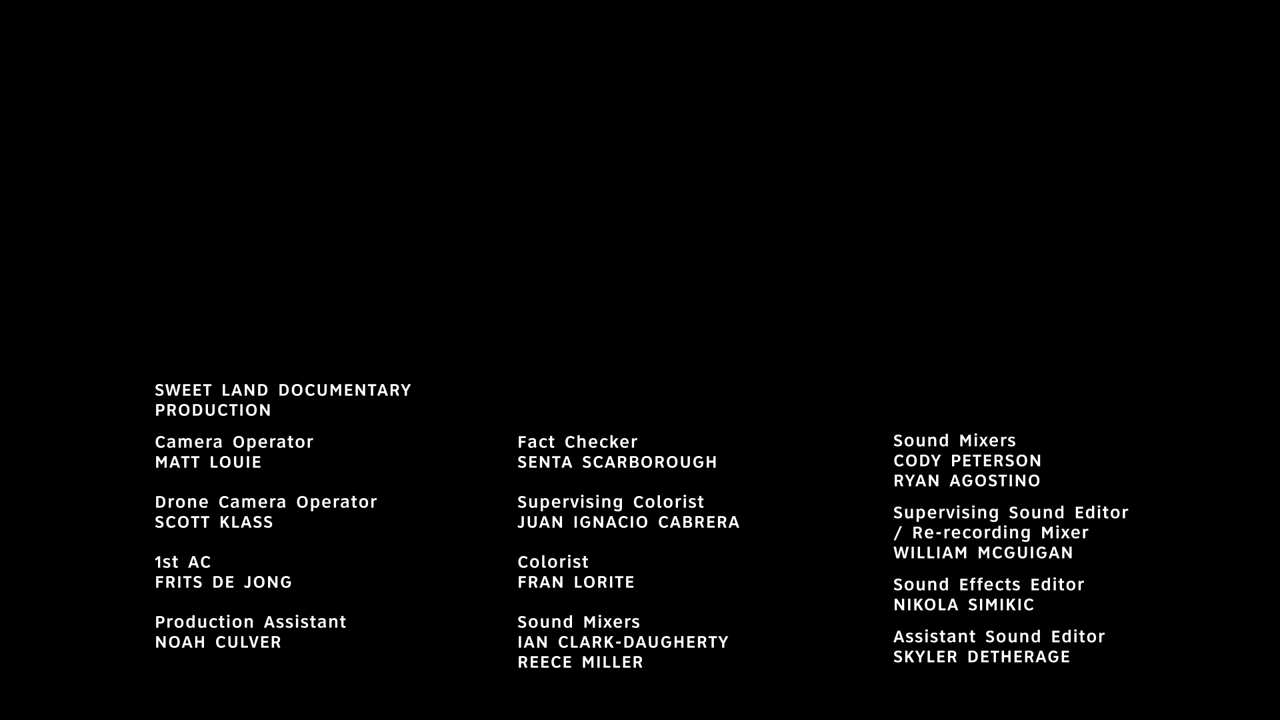 SWEET LAND DOCUMENTARY
PRODUCTION
Camera Operator
MATT LOUIE
Drone Camera Operator
SCOTT KLASS
1st AC
FRITS DE JONG
Production Assistant
NOAH CULVER
Fact Checker
SENTA SCARBOROUGH
Supervising Colorist
JUAN IGNACIO CABRERA
Colorist
FRAN LORITE
Sound Mixers
IAN CLARK-DAUGHERTY
REECE MILLER
Sound Mixers
CODY PETERSON
RYAN AGOSTINO
Supervising Sound Editor
/ Re-recording Mixer
WILLIAM MCGUIGAN
Sound Effects Editor
NIKOLA SIMIKIC
Assistant Sound Editor
SKYLER DETHERAGE